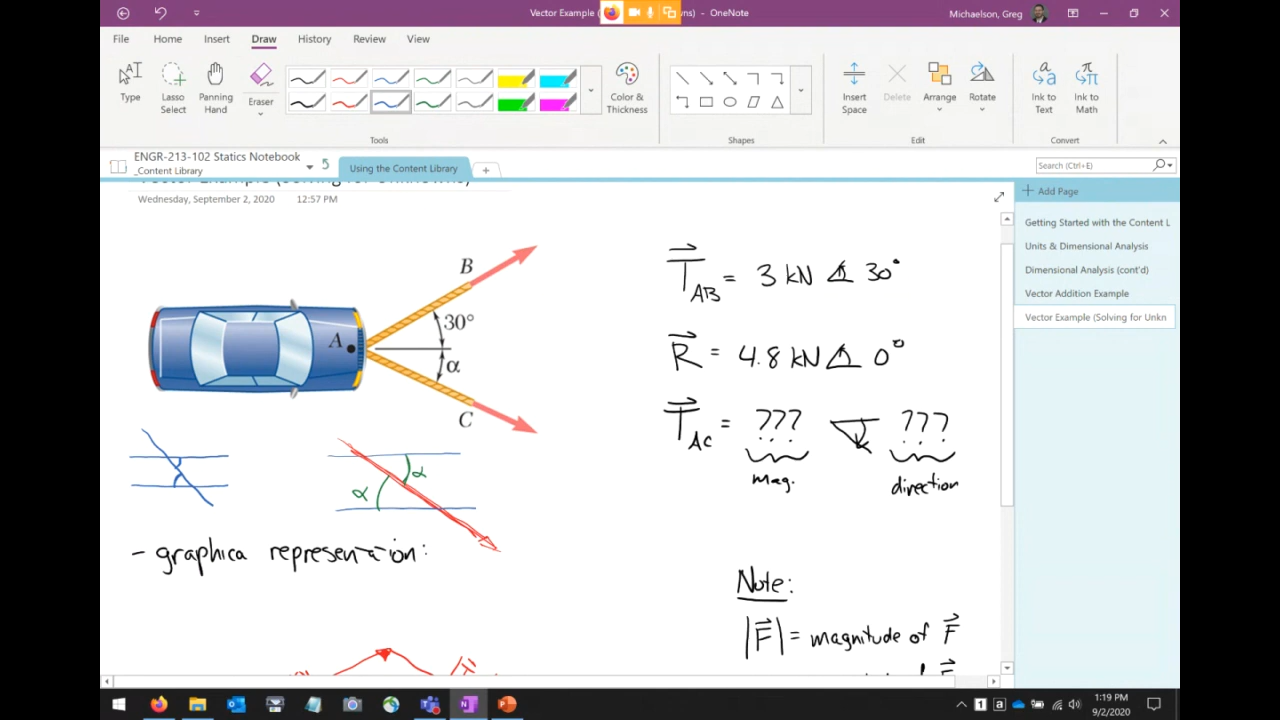 Vector Example (
ns) - OneNote
Michaelson, Greg
File Home Insert Draw History Review View
Type
Lasso Select
Panning Hand
Eraser
Color & Thickness
Insert Space
Delete
Arrange
Rotate
Ink to Text
Ink to Math
Tools
Shapes
Edit
Convert
ENGR-213-102 Statics Notebook
_Content Library
Using the Content Library
Search (Ctrl+E)
Vector Example (Solving for Unknowns)
Wednesday, September 2, 2020 12:57 PM
Add Page
Getting Started with the Content L
Units & Dimensional Analysis
Dimensional Analysis (cont'd)
Vector Addition Example
Vector Example (Solving for Unkn
B
30°
A
α
C
α
α
T AB = 3 kN ∡ 30°
R = 4.8 kN ∡ 0°
T AC = ??? ???
mag. direction
- graphica representation:
Note:
|F| = magnitude of F
1:19 PM
9/2/2020